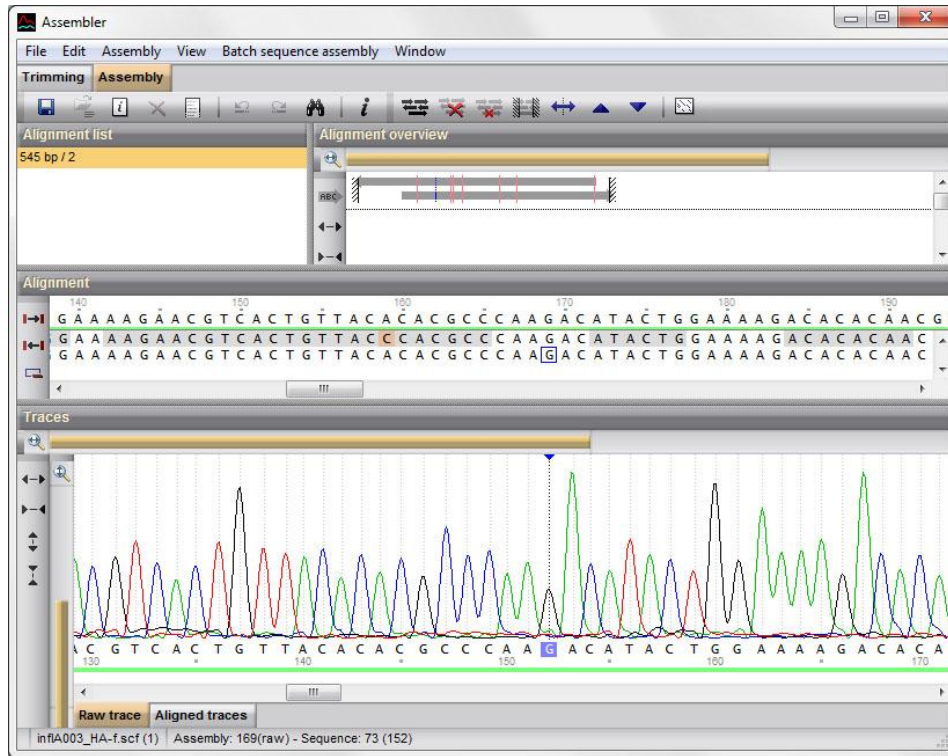 Assembler
File Edit Assembly View Batch sequence assembly Window
Trimming Assembly
Alignment list
Alignment overview
545 bp / 2
ABC
Alignment
140 150 160 170 180 190
G A A A A G A A C G T C A C T G T T A C A C A C G C C C A A G A C A T A C T G G A A A A G A C A C A C A A C G
G A A A A G A A C G T C A C T G T T A C C C A C G C C C A A G A C A T A C T G G A A A A G A C A C A C A A C
G A A A A G A A C G T C A C T G T T A C A C A C G C C C A A G A C A T A C T G G A A A A G A C A C A C A A C
Traces
A C G T C A C T G T T A C A C A C G C C C A A G A C A T A C T G G A A A A G A C A C A
130 140 150 160 170
Raw trace Aligned traces
inflA003_HA-f.scf (1) Assembly: 169(raw) - Sequence: 73 (152)